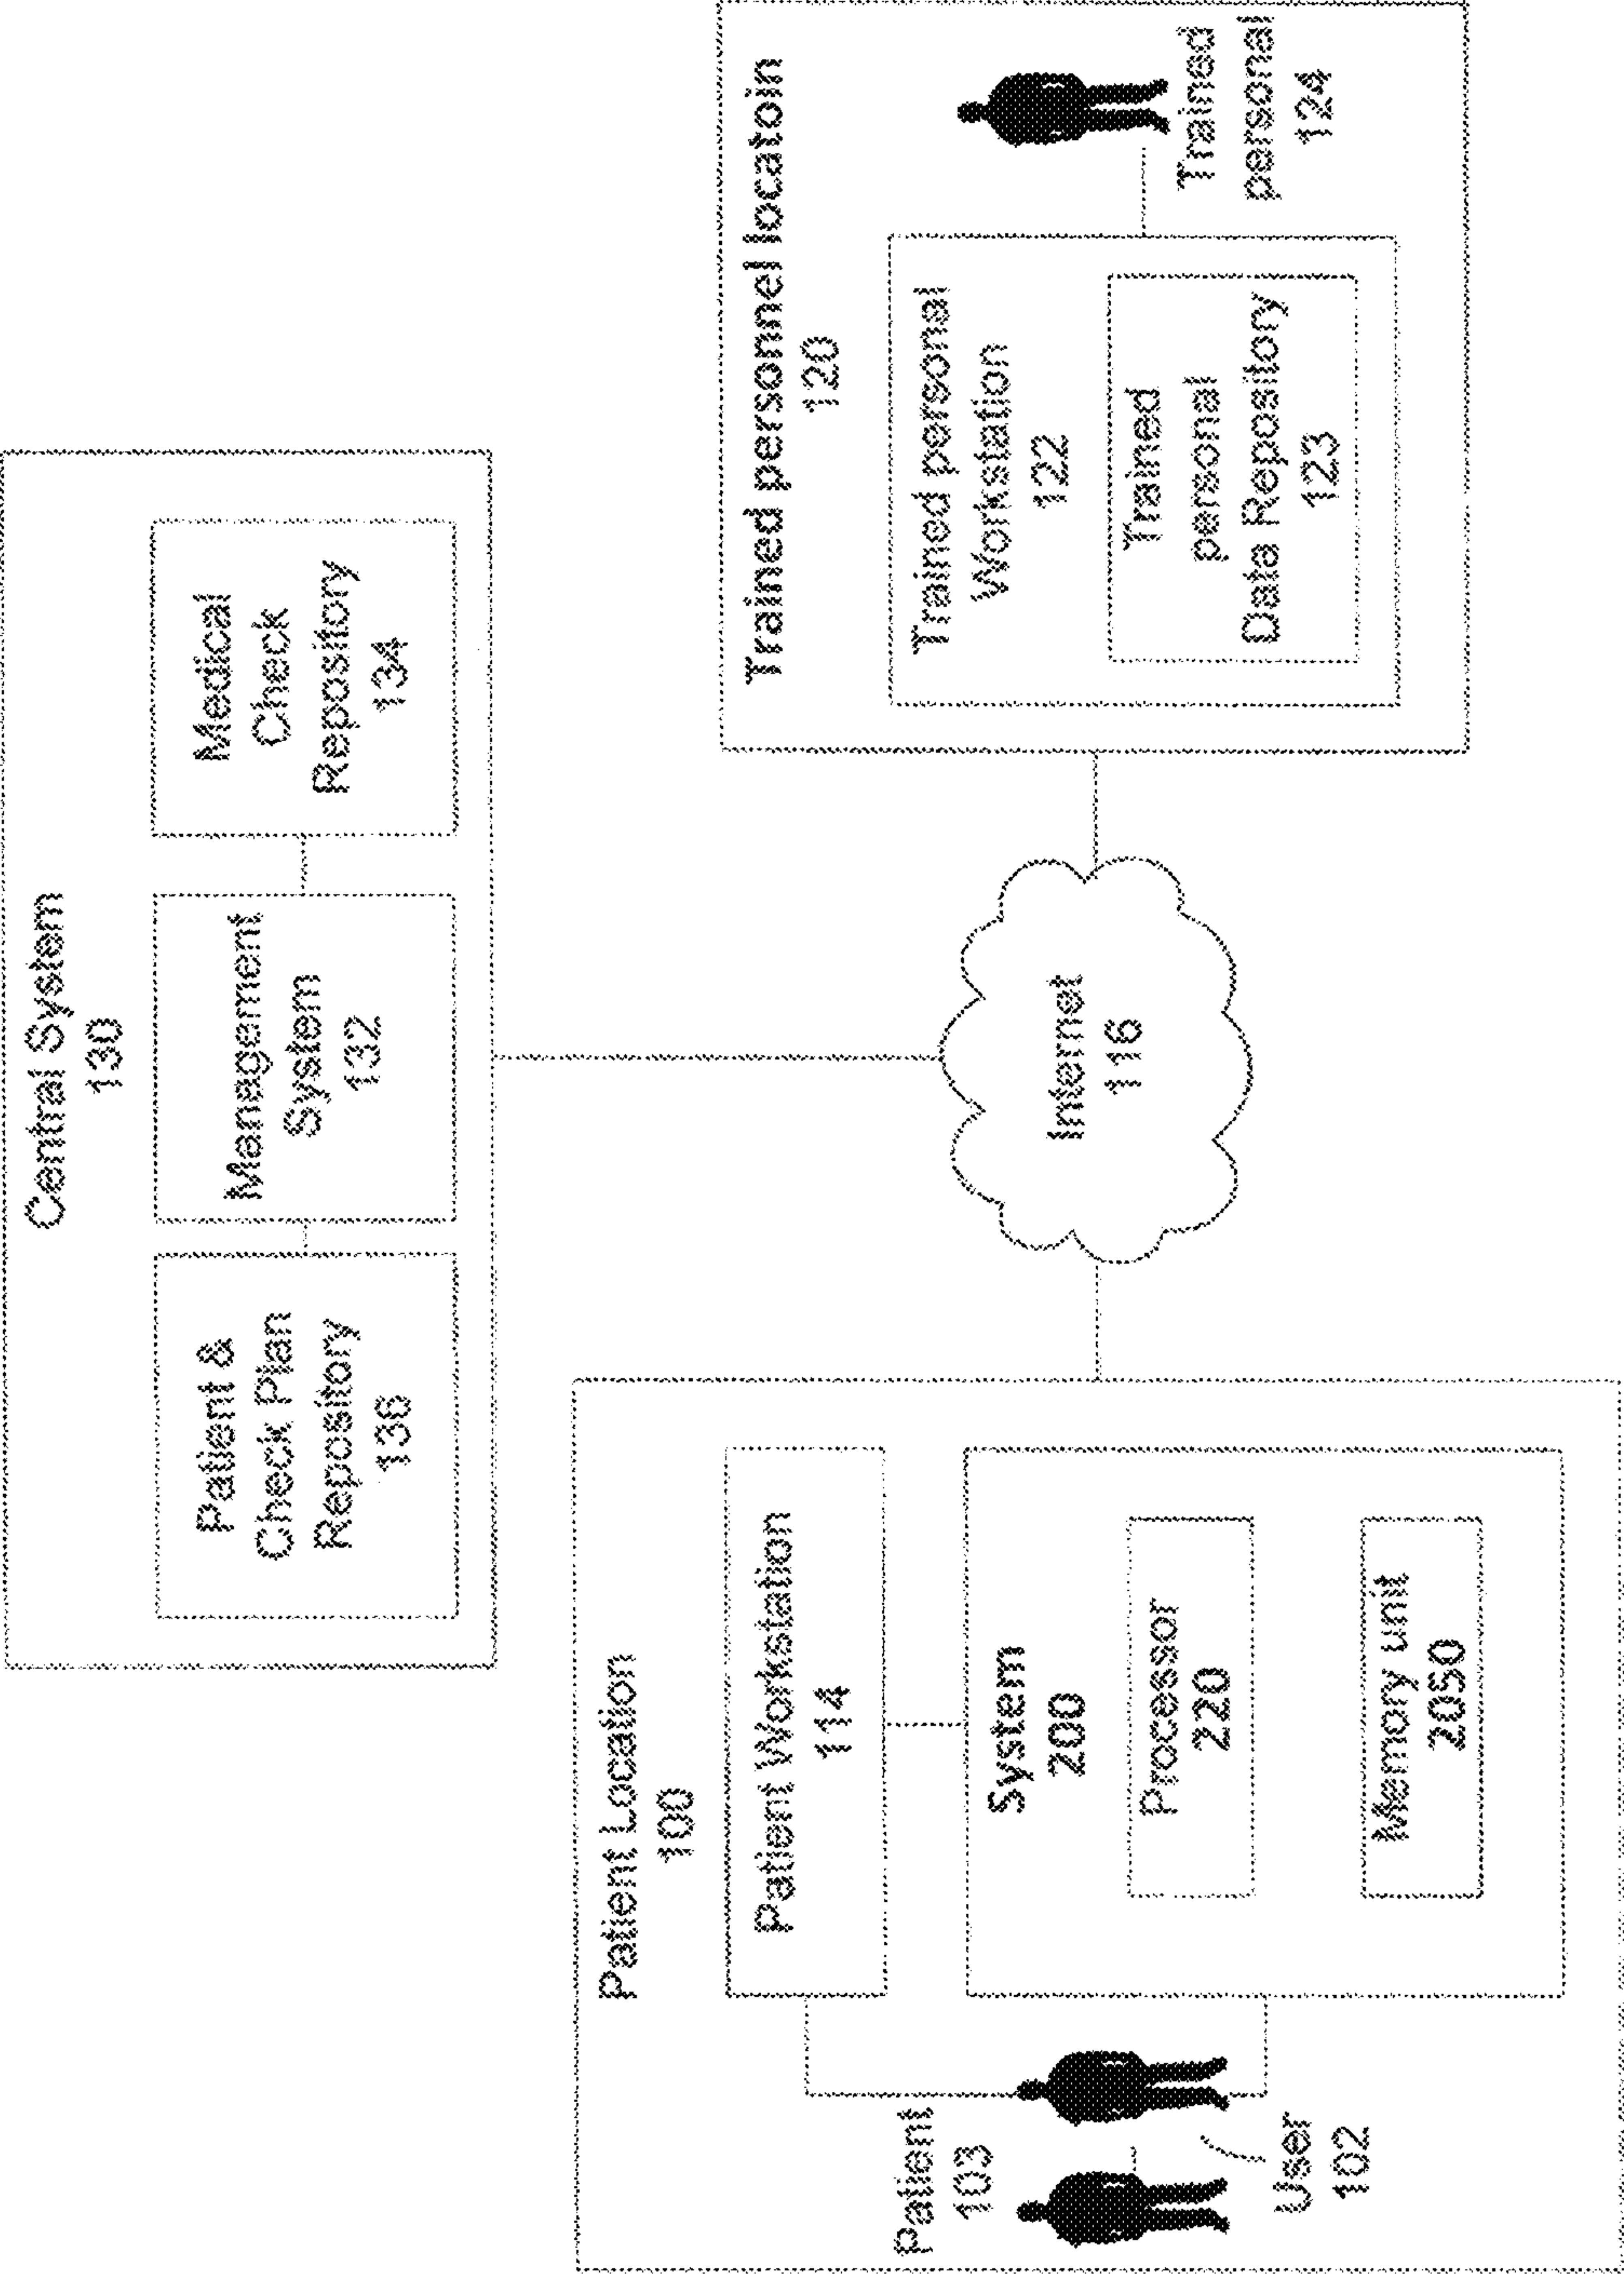 Central System
130
Patient &
Check Plan
Repository
136
Management
System
132
Medical
Check
Repository
134
Patient Location
100
Patient Workstation
114
System
200
Processor
220
Memory unit
2050
Patient
103
User
102
Internet
116
Trained personnel locatoin
120
Trained personal
Workstation
122
Trained
personal
Data Repository
123
Trained
personal
124